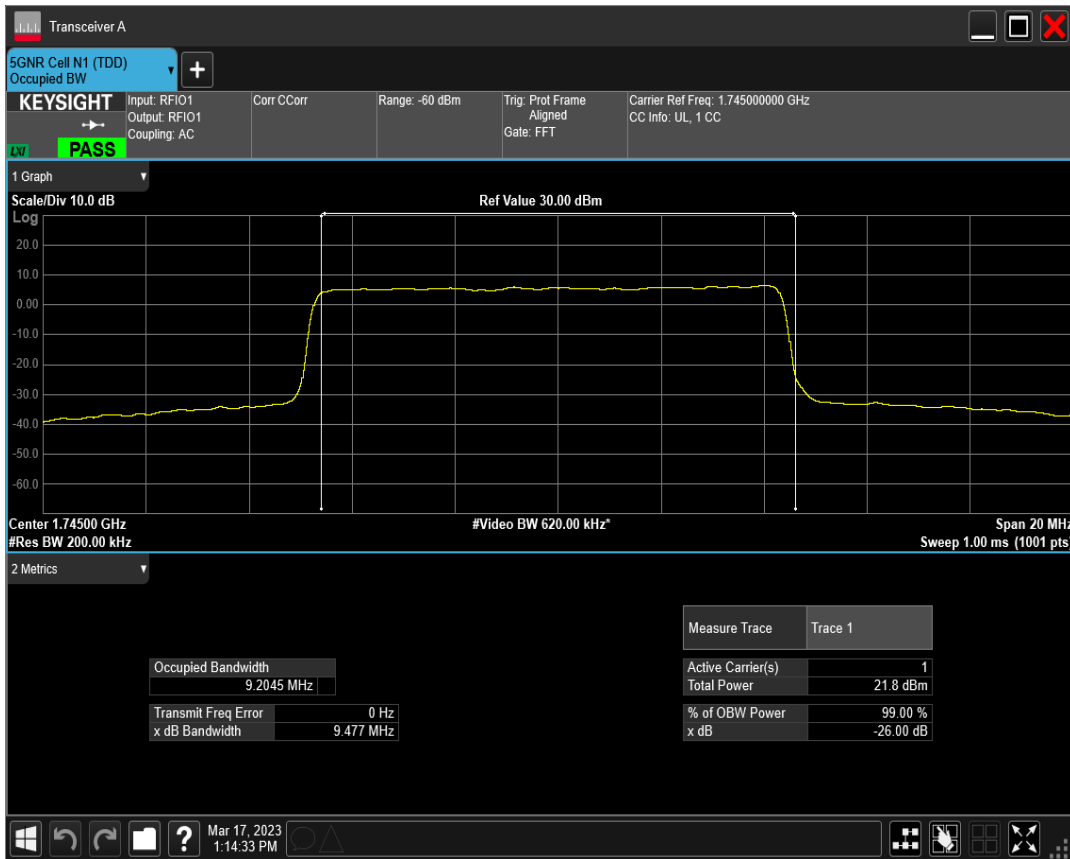 Transceiver A
5GNR Cell N1 (TDD)
Occupied BW
KEYSIGHT
LXI
PASS
Input: RFIO1
Output: RFIO1
Coupling: AC
Corr CCorr
Range: -60 dBm
Trig: Prot Frame
Aligned
Gate: FFT
Carrier Ref Freq: 1.745000000 GHz
CC Info: UL, 1 CC
1 Graph
Scale/Div 10.0 dB
Ref Value 30.00 dBm
Log
20.0
10.0
0.00
-10.0
-20.0
-30.0
-40.0
-50.0
-60.0
Center 1.74500 GHz
#Video BW 620.00 kHz*
Span 20 MHz
#Res BW 200.00 kHz
Sweep 1.00 ms (1001 pts)
2 Metrics
Measure Trace Trace 1
Occupied Bandwidth
9.2045 MHz
Active Carrier(s) 1
Total Power 21.8 dBm
Transmit Freq Error 0 Hz
x dB Bandwidth 9.477 MHz
% of OBW Power 99.00 %
x dB -26.00 dB
Mar 17, 2023
1:14:33 PM